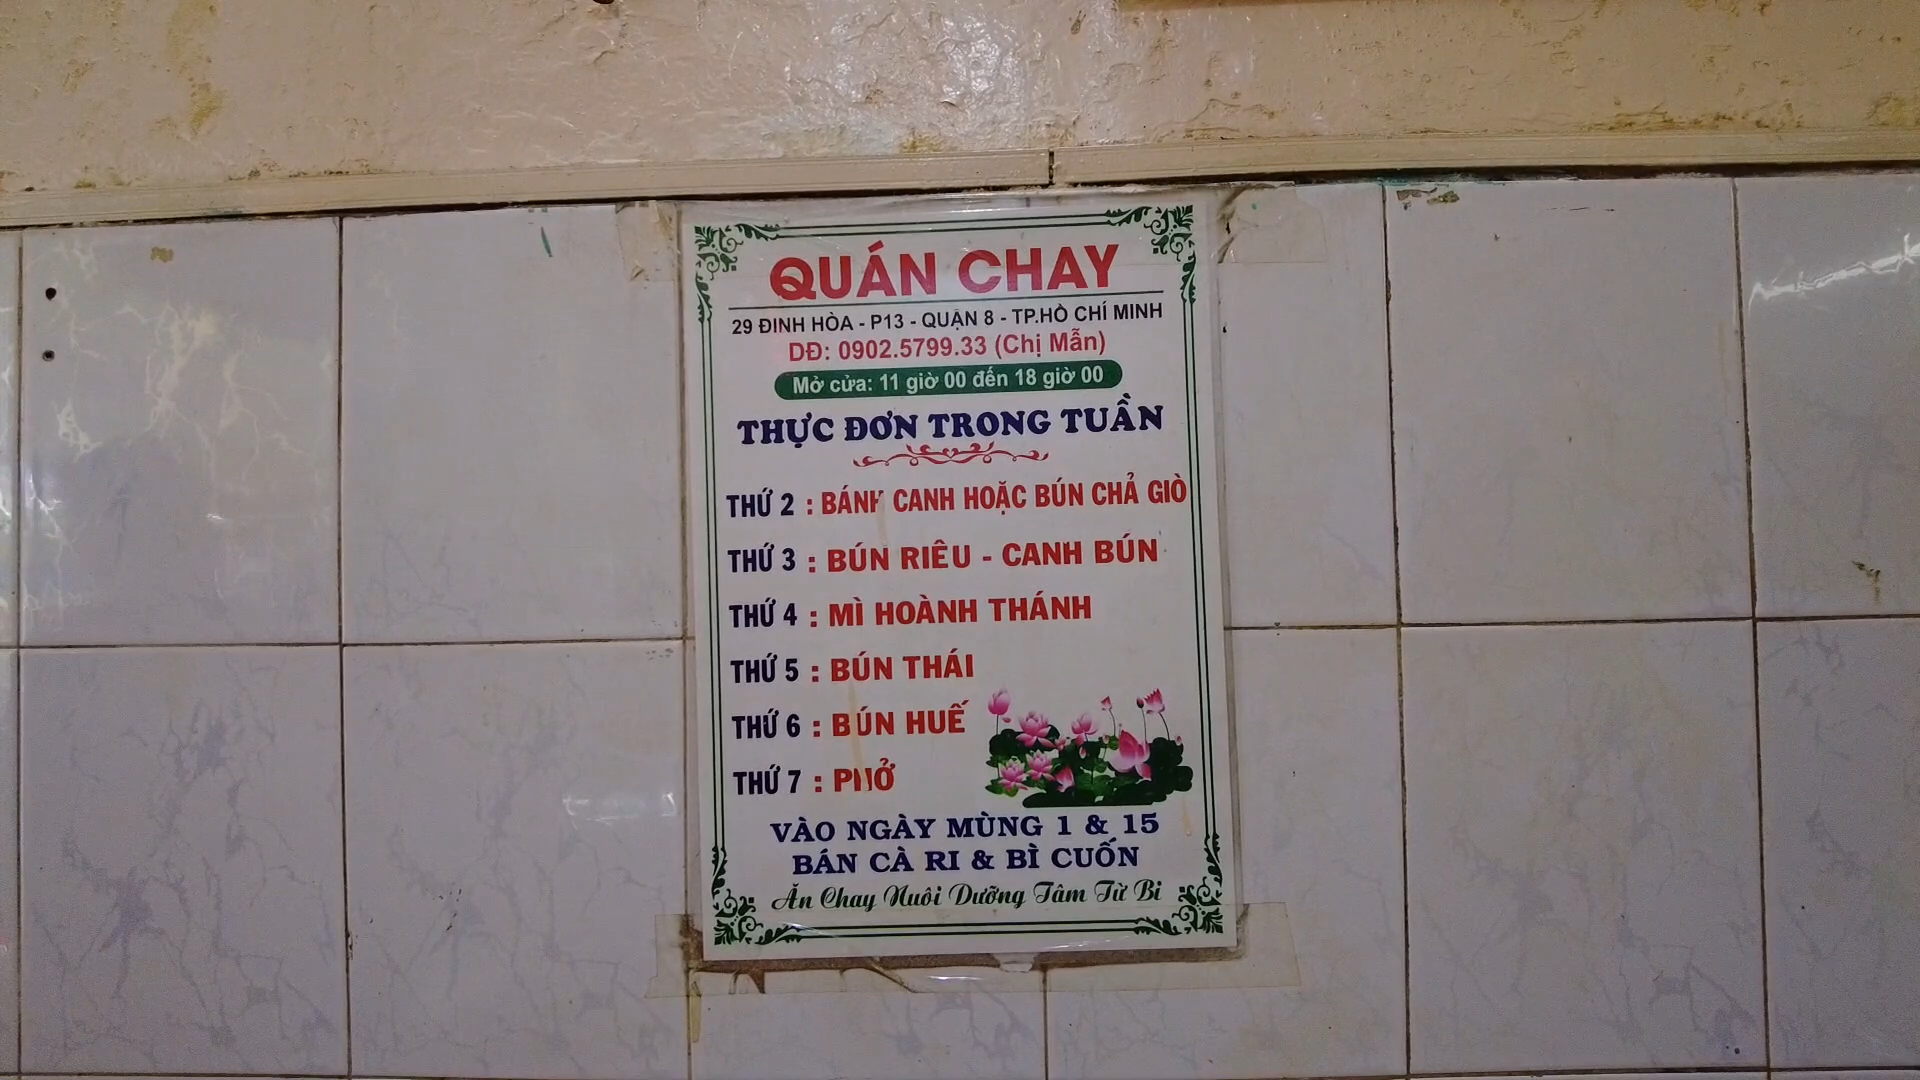 QUÁN CHAY
29 ĐINH HÒA - P13 - QUẬN 8 - TP.HỒ CHÍ MINH
DĐ: 0902.5799.33 (Chị Mẫn)
Mở cửa: 11 giờ 00 đến 18 giờ 00
THỰC ĐƠN TRONG TUẦN
THỨ 2 : BÁNH CANH HOẶC BÚN CHẢ GIÒ
THỨ 3 : BÚN RIÊU - CANH BÚN
THỨ 4 : MÌ HOÀNH THÁNH
THỨ 5 : BÚN THÁI
THỨ 6 : BÚN HUẾ
THỨ 7 : PHỞ
VÀO NGÀY MÙNG 1 & 15
BÁN CÀ RI & BÌ CUỐN
Ăn Chay Nuôi Dưỡng Tâm Từ Bi